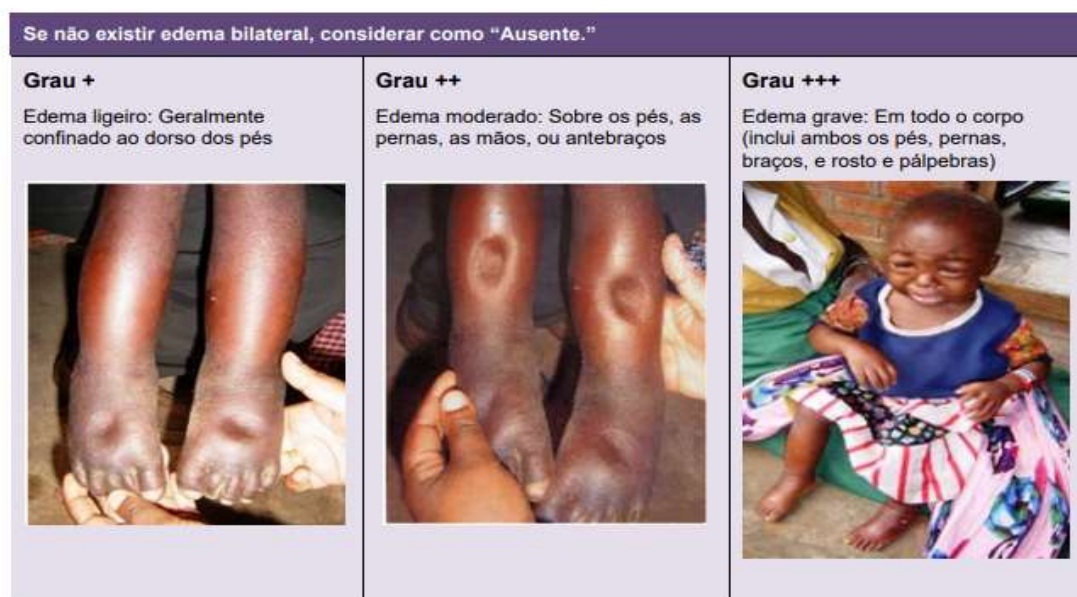 Se não existir edema bilateral, considerar como “Ausente.”
Grau +
Edema ligeiro: Geralmente
confinado ao dorso dos pés
Grau ++
Edema moderado: Sobre os pés, as
pernas, as mãos, ou antebraços
Grau +++
Edema grave: Em todo o corpo
(inclui ambos os pés, pernas,
braços, e rosto e pálpebras)